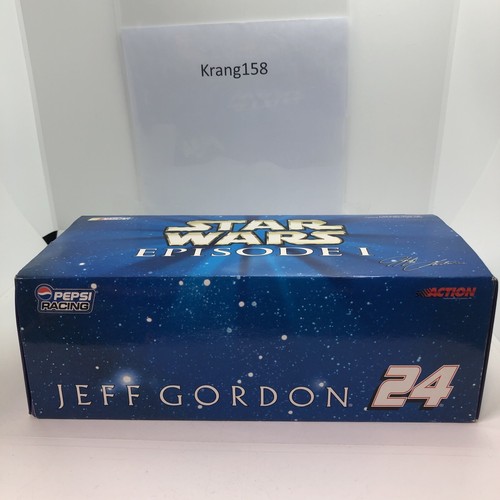 Krang158
STAR
WARS
EPISODE I
PEPSI
RACING
ACTION
JEFF GORDON 24